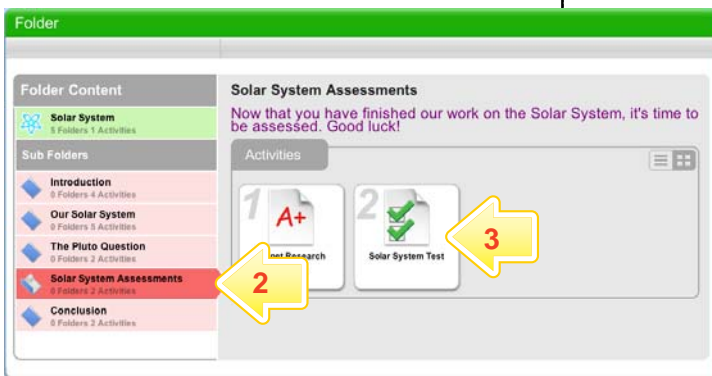 Folder
Folder Content
Solar System
5 Folders 1 Activities
Sub Folders
Introduction
0 Folders 4 Activities
Our Solar System
0 Folders 5 Activities
The Pluto Question
0 Folders 2 Activities
Solar System Assessments
0 Folders 2 Activities
Conclusion
0 Folders 2 Activities
Solar System Assessments
Now that you have finished our work on the Solar System, it's time to
be assessed. Good luck!
Activities
1
A+
Research
2
Solar System Test
2
3